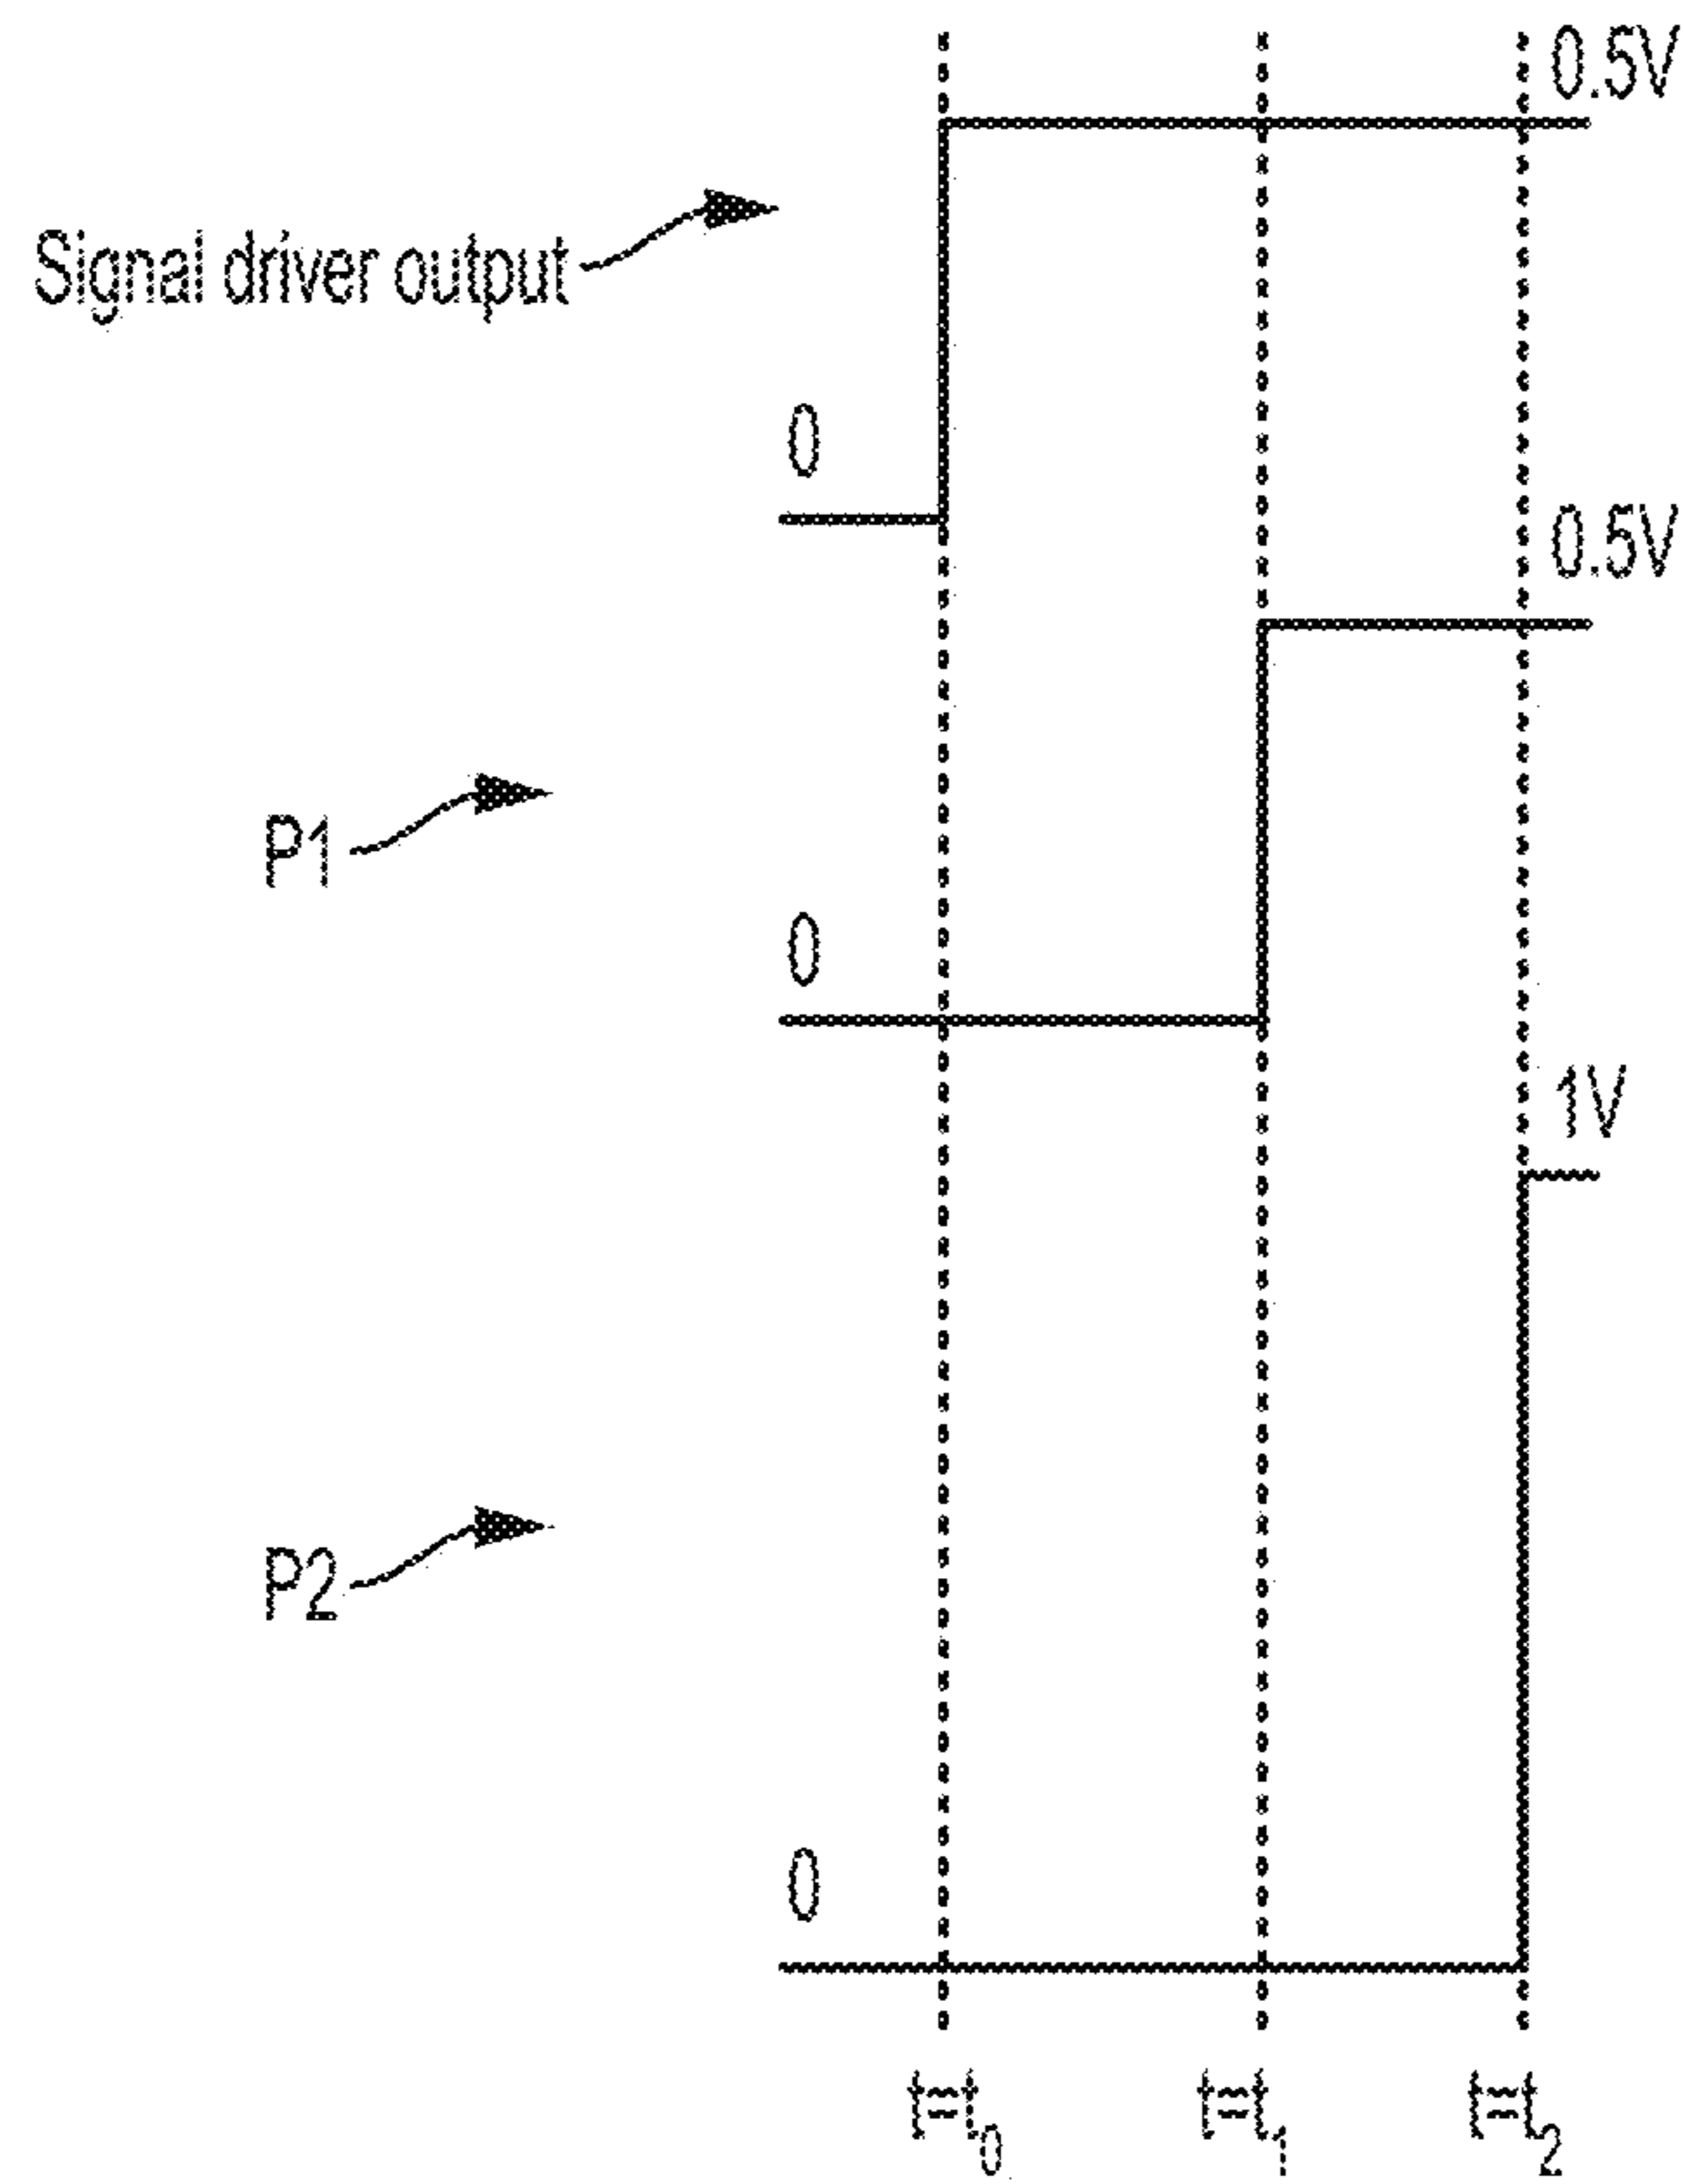 0.5V
Signal driver output
0
0.5V
P1
0
1V
P2
0
t=t₀ t=t₁ t=t₂